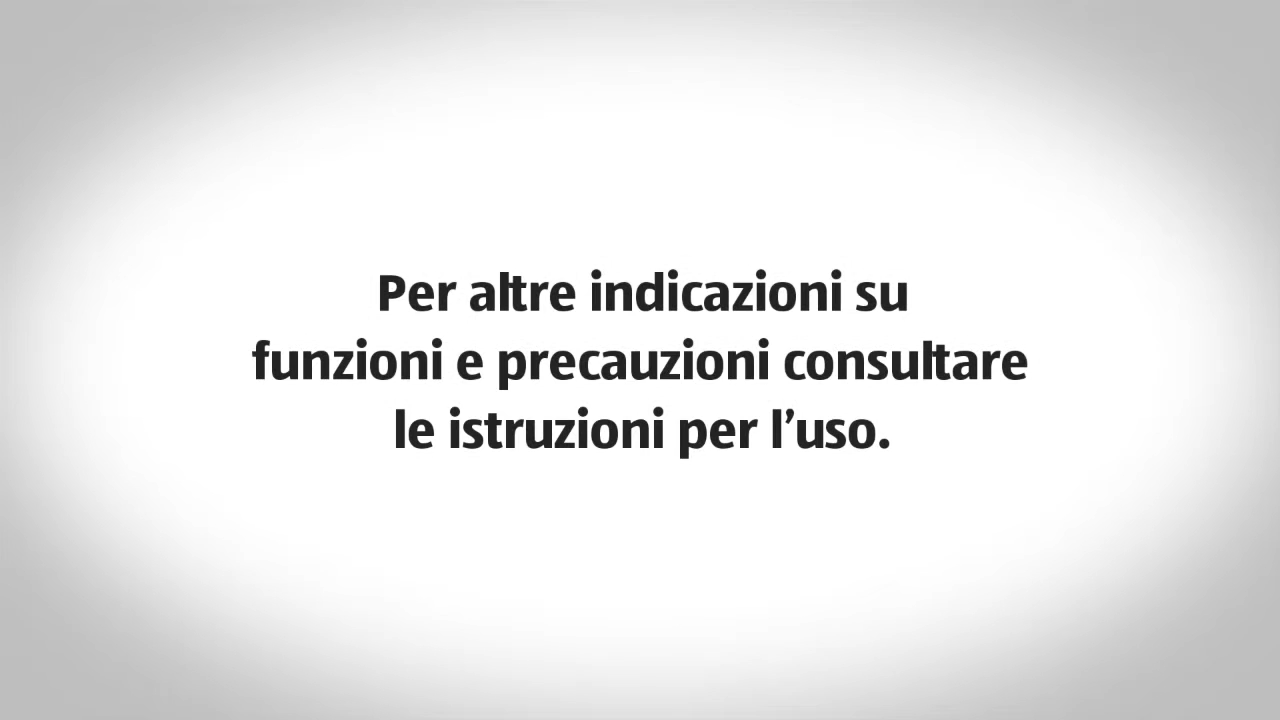 Per altre indicazioni su
funzioni e precauzioni consultare
le istruzioni per l’uso.